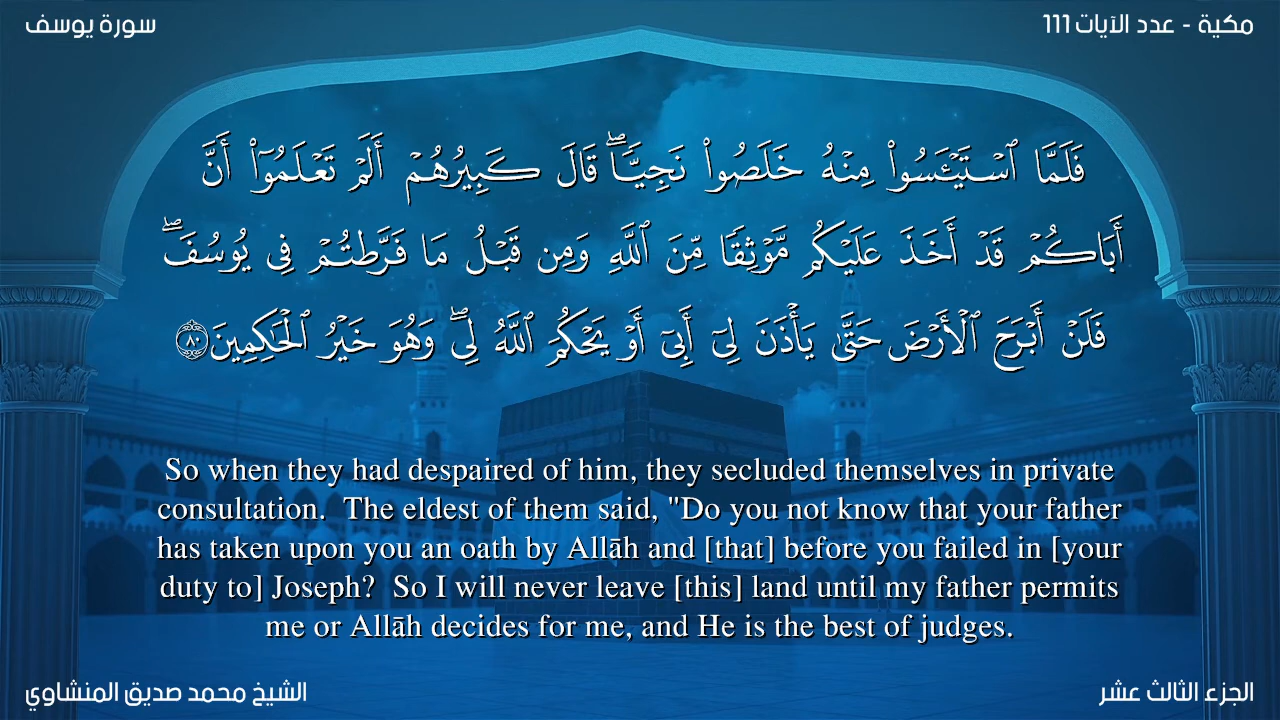 مكية - عدد الآيات 111
سورة يوسف
فَلَمَّا ٱسْتَيْـَٔسُوا۟ مِنْهُ خَلَصُوا۟ نَجِيًّۭا ۖ قَالَ كَبِيرُهُمْ أَلَمْ تَعْلَمُوٓا۟ أَنَّ
أَبَاكُمْ قَدْ أَخَذَ عَلَيْكُم مَّوْثِقًۭا مِّنَ ٱللَّهِ وَمِن قَبْلُ مَا فَرَّطتُمْ فِى يُوسُفَ ۖ
فَلَنْ أَبْرَحَ ٱلْأَرْضَ حَتَّىٰ يَأْذَنَ لِىٓ أَبِىٓ أَوْ يَحْكُمَ ٱللَّهُ لِى ۖ وَهُوَ خَيْرُ ٱلْحَـٰكِمِينَ ٨٠
So when they had despaired of him, they secluded themselves in private
consultation.  The eldest of them said, "Do you not know that your father
has taken upon you an oath by Allāh and [that] before you failed in [your
duty to] Joseph?  So I will never leave [this] land until my father permits
me or Allāh decides for me, and He is the best of judges.
الجزء الثالث عشر
الشيخ محمد صديق المنشاوي